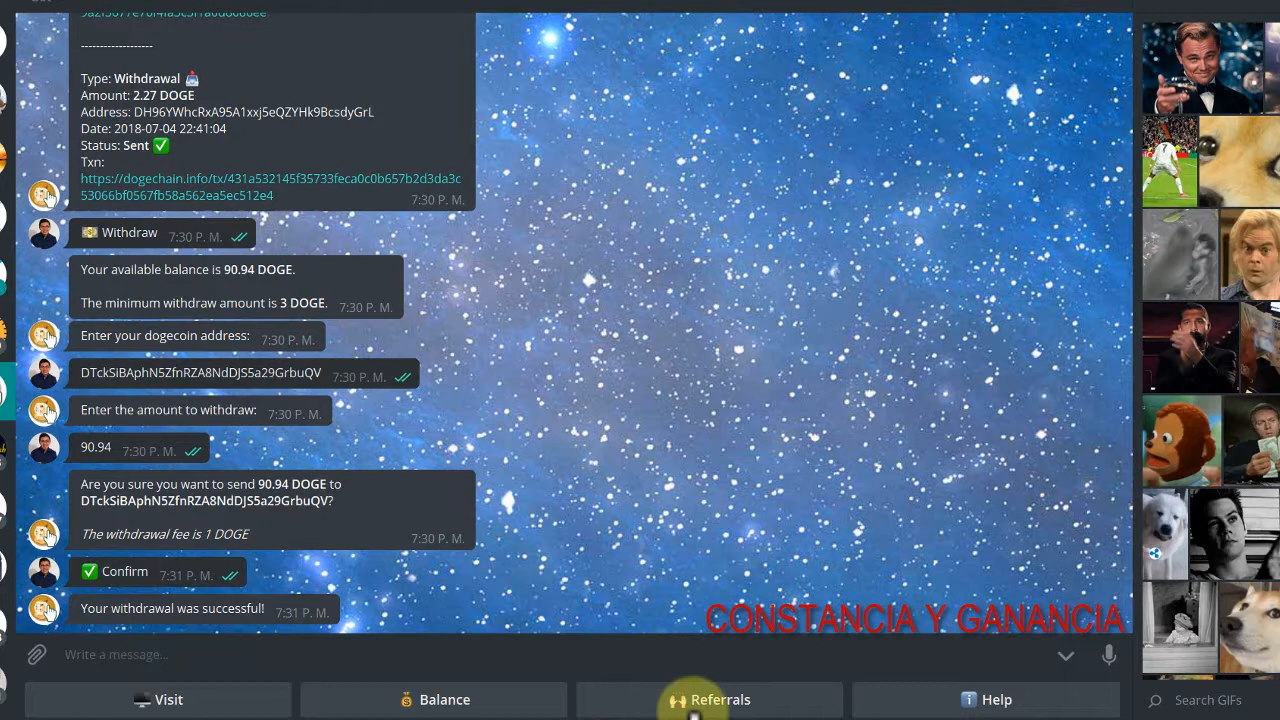 ------------------
Type: Withdrawal
Amount: 2.27 DOGE
Address: DH96YWhcRxA95A1xxj5eQZYHk9BcsdyGrL
Date: 2018-07-04 22:41:04
Status: Sent ✅
Txn:
https://dogechain.info/tx/431a532145f35733feca0c0b657b2d3da3c
53066bf0567fb58a562ea5ec512e4
7:30 P. M.
Withdraw 7:30 P. M.
Your available balance is 90.94 DOGE.
The minimum withdraw amount is 3 DOGE. 7:30 P. M.
Enter your dogecoin address: 7:30 P. M.
DTckSiBAphN5ZfnRZA8NdDJS5a29GrbuQV 7:30 P. M.
Enter the amount to withdraw: 7:30 P. M.
90.94 7:30 P. M.
Are you sure you want to send 90.94 DOGE to
DTckSiBAphN5ZfnRZA8NdDJS5a29GrbuQV?
The withdrawal fee is 1 DOGE 7:30 P. M.
✅ Confirm 7:31 P. M.
Your withdrawal was successful! 7:31 P. M.
CONSTANCIA Y GANANCIA
Write a message...
Visit
Balance
Referrals
Help
Search GIFs